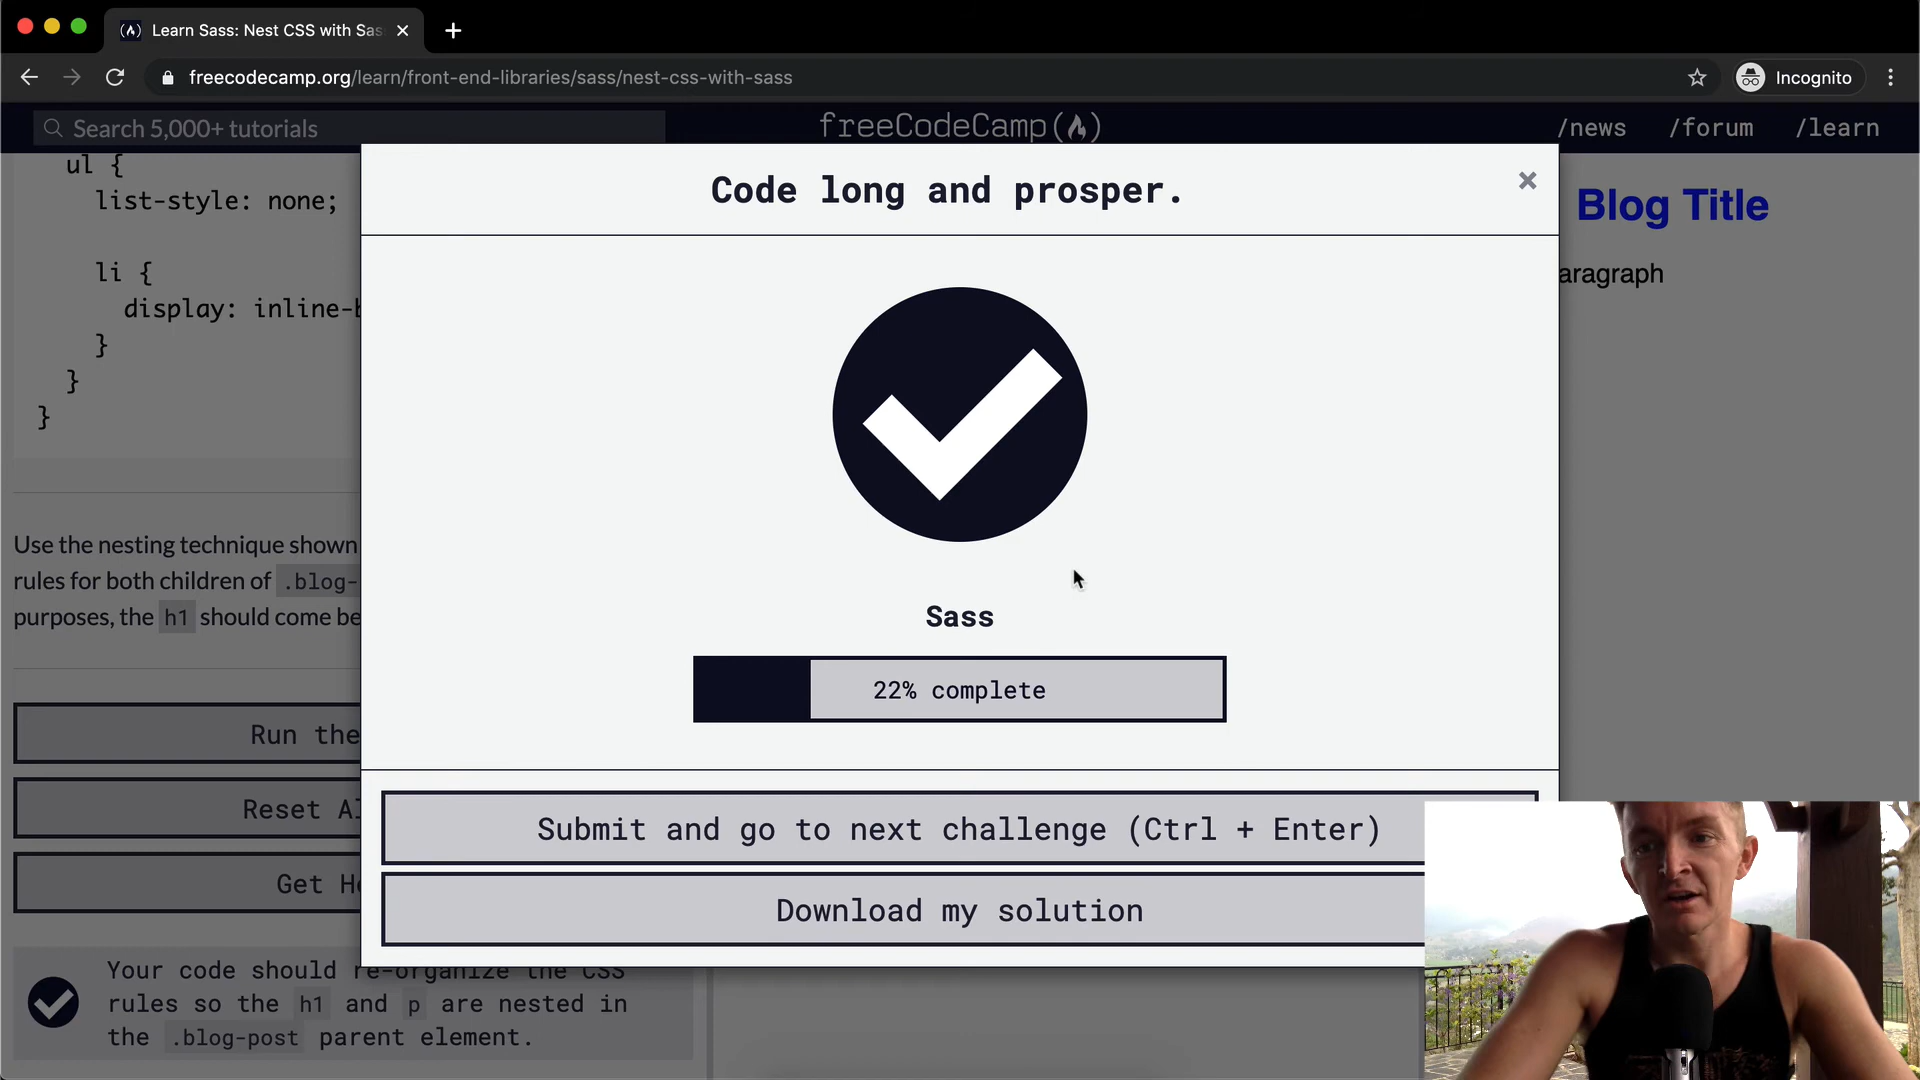 Learn Sass: Nest CSS with Sas
freecodecamp.org/learn/front-end-libraries/sass/nest-css-with-sass
Incognito
Search 5,000+ tutorials
freeCodeCamp
/news
/forum
/learn
ul {
list-style: none;
li {
display: inline-b
}
}
}
Use the nesting technique shown
rules for both children of .blog-
purposes, the h1 should come be
Run the
Reset Al
Get He
Your code should re-organize the CSS
rules so the h1 and p are nested in
the .blog-post parent element.
Code long and prosper.
×
Sass
22% complete
Submit and go to next challenge (Ctrl + Enter)
Download my solution
Blog Title
aragraph